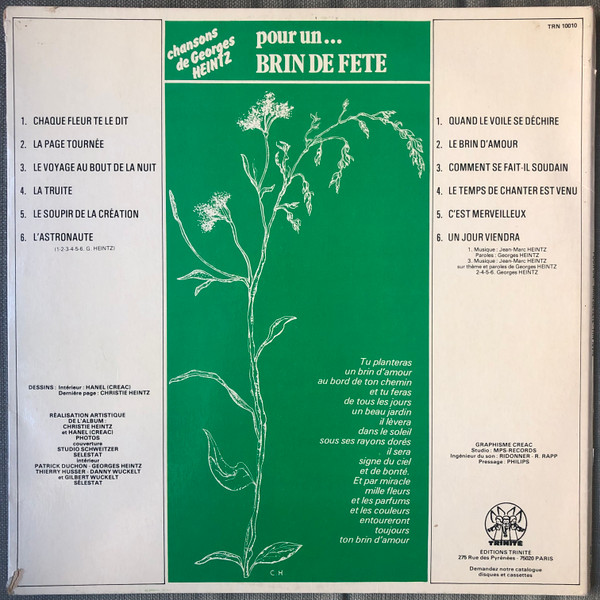 TRN 10010
chansons
de Georges
HEINTZ
pour un...
BRIN DE FETE
1. CHAQUE FLEUR TE LE DIT
2. LA PAGE TOURNÉE
3. LE VOYAGE AU BOUT DE LA NUIT
4. LA TRUITE
5. LE SOUPIR DE LA CRÉATION
6. L'ASTRONAUTE
(1-2-3-4-5-6. G. HEINTZ)
1. QUAND LE VOILE SE DÉCHIRE
2. LE BRIN D'AMOUR
3. COMMENT SE FAIT-IL SOUDAIN
4. LE TEMPS DE CHANTER EST VENU
5. C'EST MERVEILLEUX
6. UN JOUR VIENDRA
1. Musique : Jean-Marc HEINTZ
Paroles : Georges HEINTZ
3. Musique : Jean-Marc HEINTZ
sur thème et paroles de Georges HEINTZ
2-4-5-6. Georges HEINTZ
Tu planteras
un brin d'amour
au bord de ton chemin
et tu feras
de tous les jours
un beau jardin
il lèvera
dans le soleil
sous ses rayons dorés
il sera
signe du ciel
et de bonté.
Et par miracle
mille fleurs
et les parfums
et les couleurs
entoureront
toujours
ton brin d'amour
C.H.
DESSINS : Intérieur : HANEL (CREAC)
Dernière page : CHRISTIE HEINTZ
RÉALISATION ARTISTIQUE
DE L'ALBUM :
CHRISTIE HEINTZ
et HANEL (CREAC)
PHOTOS
couverture
STUDIO SCHWEITZER
SELESTAT
intérieur
PATRICK DUCHON - GEORGES HEINTZ
THIERRY HUSSER - DANNY WUCKELT
et GILBERT WUCKELT
SÉLESTAT
GRAPHISME CREAC
Studio : MPS-RECORDS
Ingénieur du son : RIDONNER - R. RAPP
Pressage : PHILIPS
TRINITÉ
EDITIONS TRINITE
275 Rue des Pyrénées - 75020 PARIS
Demandez notre catalogue
disques et cassettes